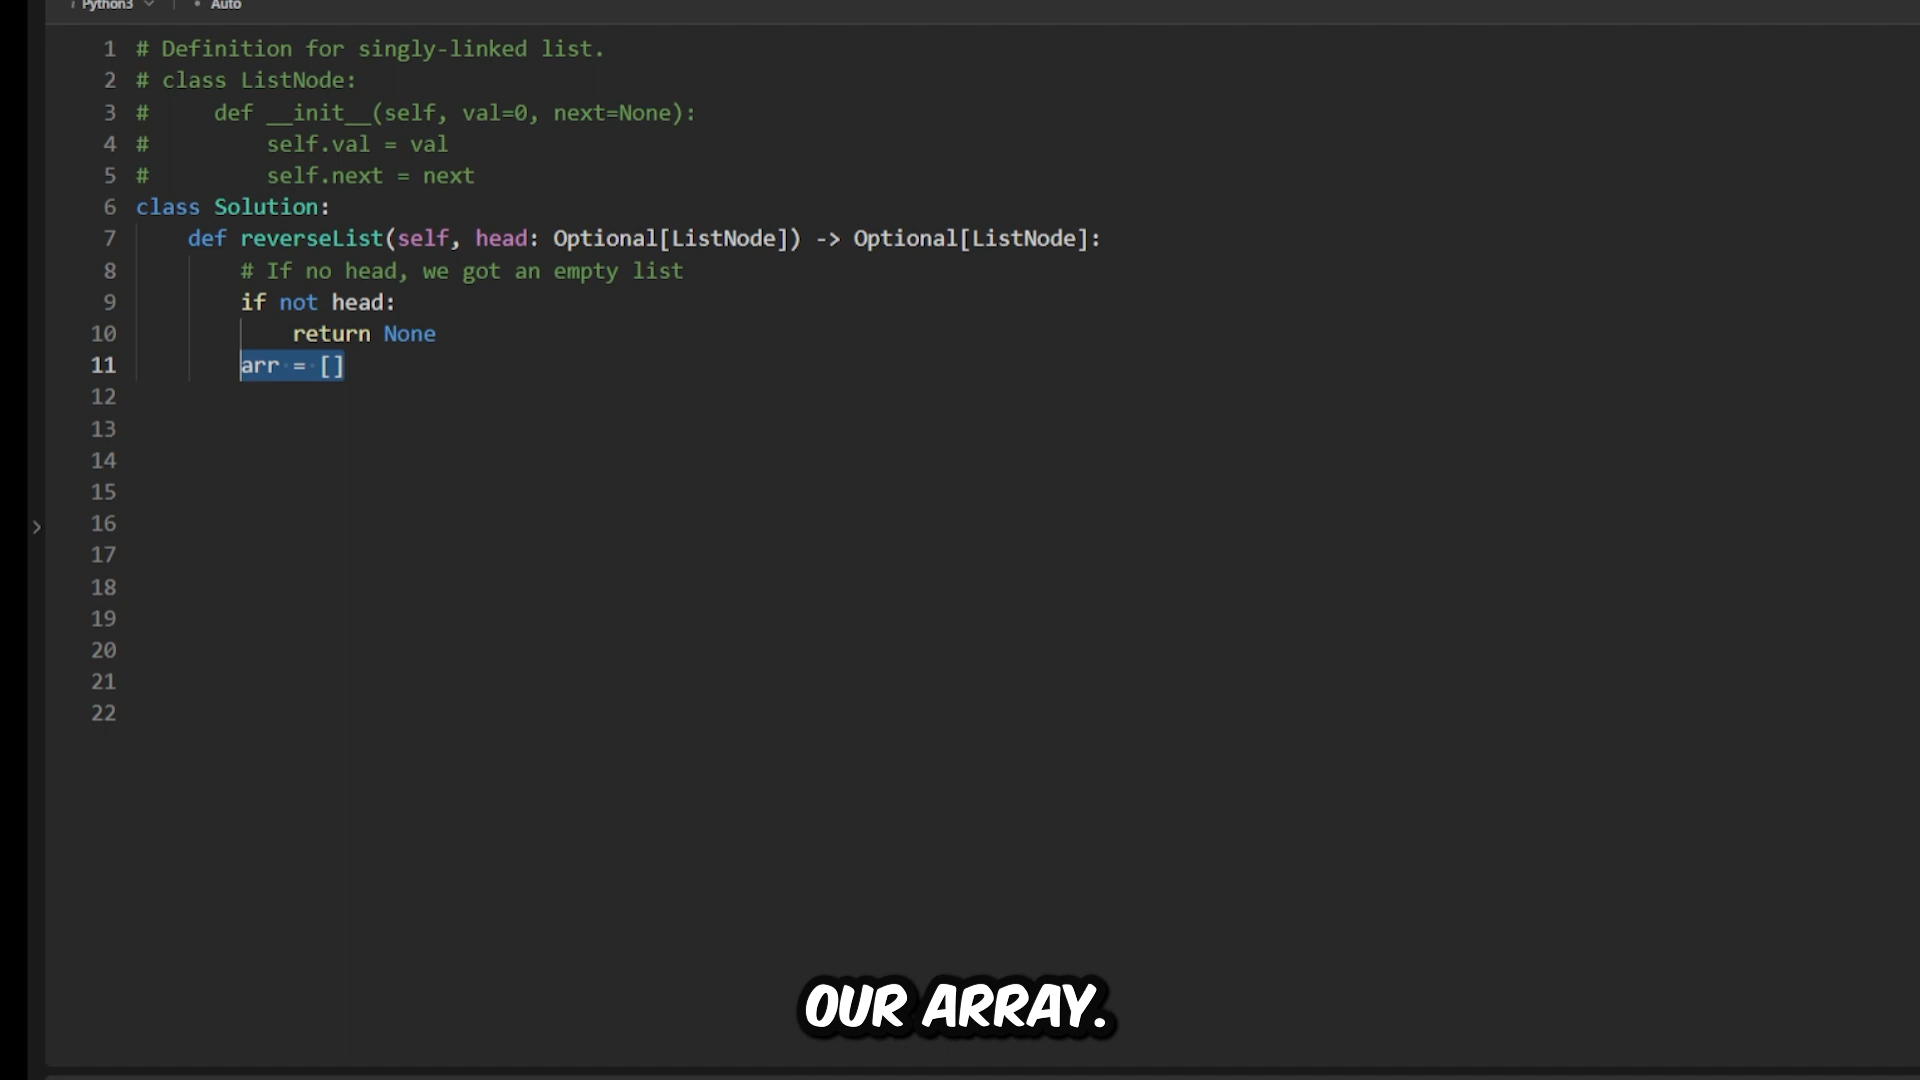 Python3 Auto
1 # Definition for singly-linked list.
2 # class ListNode:
3 #     def __init__(self, val=0, next=None):
4 #         self.val = val
5 #         self.next = next
6 class Solution:
7     def reverseList(self, head: Optional[ListNode]) -> Optional[ListNode]:
8         # If no head, we got an empty list
9         if not head:
10             return None
11         arr = []
12
13
14
15
16
17
18
19
20
21
22
OUR ARRAY.